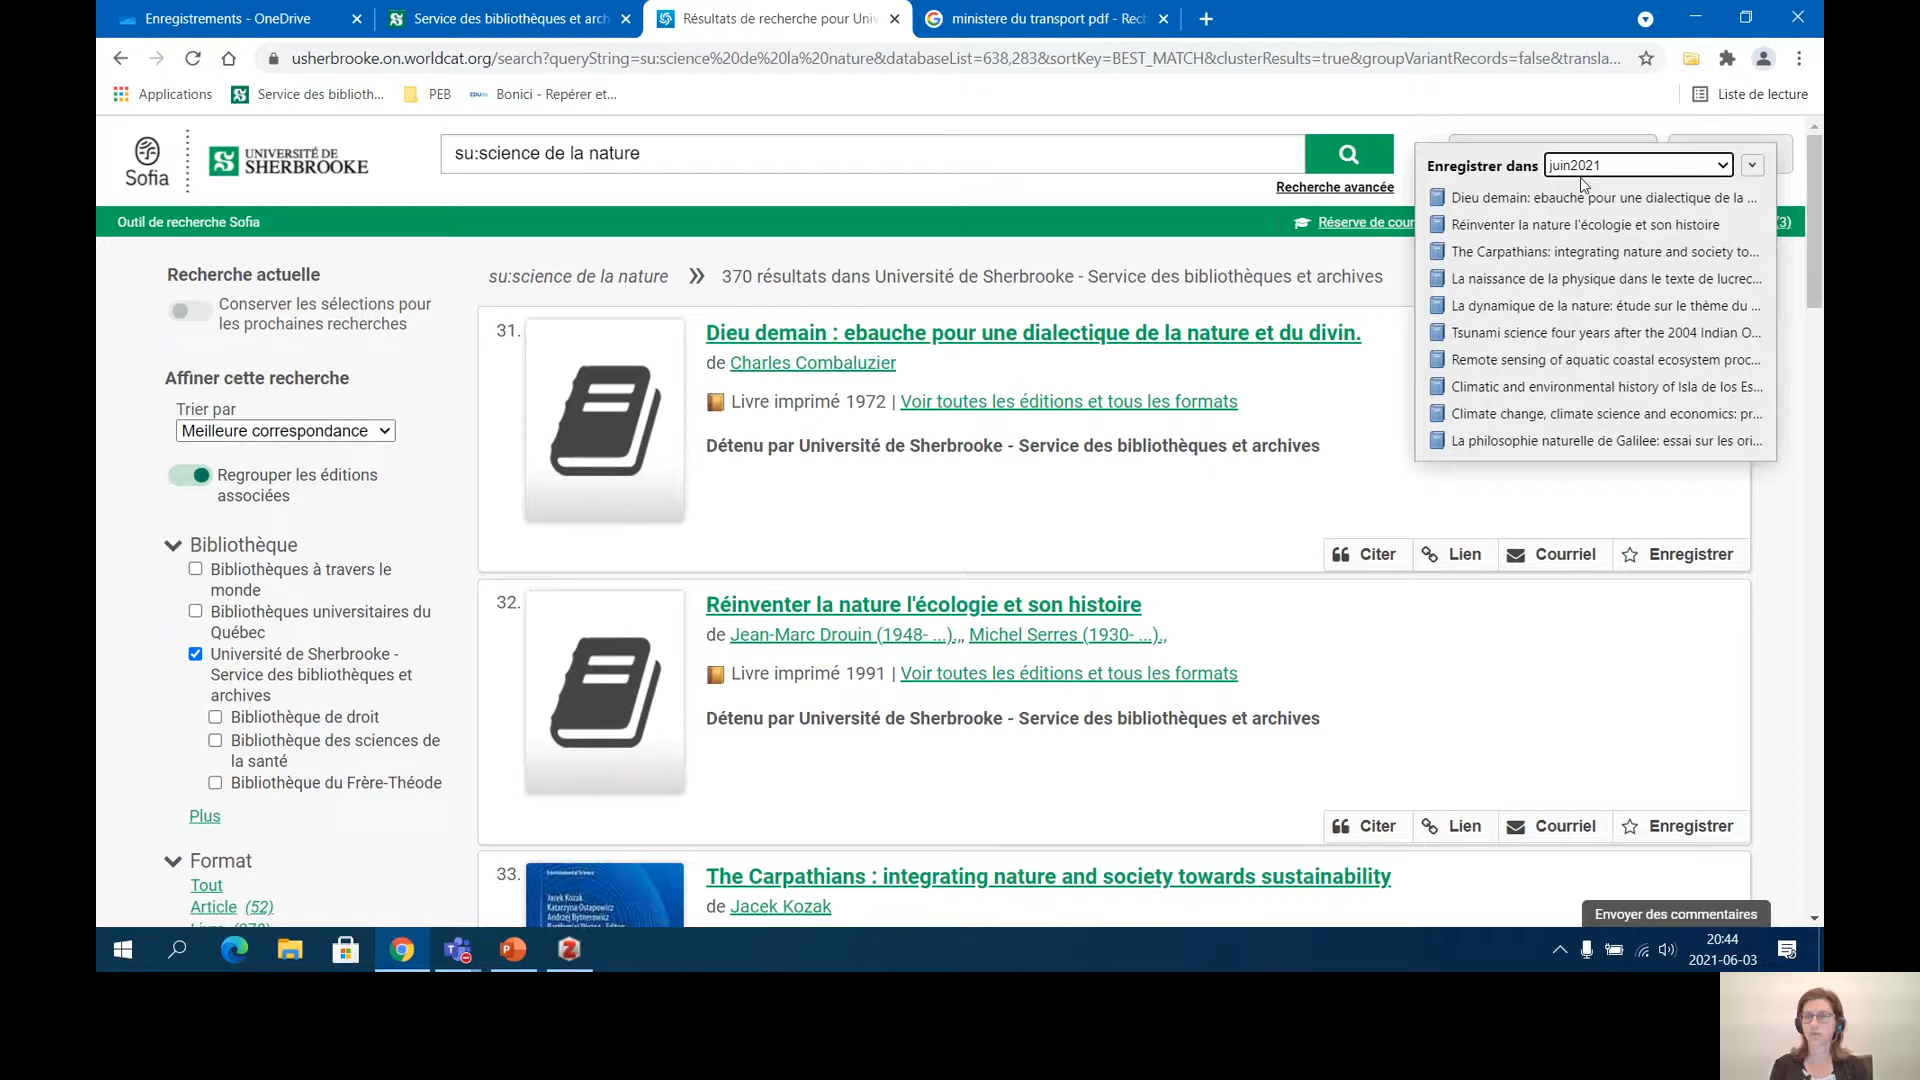 Enregistrements - OneDrive
Service des bibliothèques et arch
Résultats de recherche pour Univ
ministere du transport pdf - Rech
usherbrooke.on.worldcat.org/search?queryString=su:science%20de%20la%20nature&databaseList=638,283&sortKey=BEST_MATCH&clusterResults=true&groupVariantRecords=false&transla...
Applications
Service des biblioth...
PEB
Bonici - Repérer et...
Liste de lecture
Sofia
UNIVERSITÉ DE
SHERBROOKE
su:science de la nature
Recherche avancée
Enregistrer dans
juin2021
Dieu demain: ebauche pour une dialectique de la ...
Réinventer la nature l'écologie et son histoire
The Carpathians: integrating nature and society to...
La naissance de la physique dans le texte de lucrec...
La dynamique de la nature: étude sur le thème du ...
Tsunami science four years after the 2004 Indian O...
Remote sensing of aquatic coastal ecosystem proc...
Climatic and environmental history of Isla de los Es...
Climate change, climate science and economics: pr...
La philosophie naturelle de Galilee: essai sur les ori...
Outil de recherche Sofia
Réserve de cour
(3)
Recherche actuelle
Conserver les sélections pour
les prochaines recherches
Affiner cette recherche
Trier par
Meilleure correspondance
Regrouper les éditions
associées
Bibliothèque
Bibliothèques à travers le
monde
Bibliothèques universitaires du
Québec
Université de Sherbrooke -
Service des bibliothèques et
archives
Bibliothèque de droit
Bibliothèque des sciences de
la santé
Bibliothèque du Frère-Théode
Plus
Format
Tout
Article (52)
su:science de la nature
370 résultats dans Université de Sherbrooke - Service des bibliothèques et archives
31.
Dieu demain : ebauche pour une dialectique de la nature et du divin.
de Charles Combaluzier
Livre imprimé 1972 | Voir toutes les éditions et tous les formats
Détenu par Université de Sherbrooke - Service des bibliothèques et archives
Citer
Lien
Courriel
Enregistrer
32.
Réinventer la nature l'écologie et son histoire
de Jean-Marc Drouin (1948- ...).,, Michel Serres (1930- ...).,
Livre imprimé 1991 | Voir toutes les éditions et tous les formats
Détenu par Université de Sherbrooke - Service des bibliothèques et archives
Citer
Lien
Courriel
Enregistrer
33.
Environmental Science
Jacek Kozak
Katarzyna Ostapowicz
Andrzej Bytnerowicz
The Carpathians : integrating nature and society towards sustainability
de Jacek Kozak
Envoyer des commentaires
20:44
2021-06-03